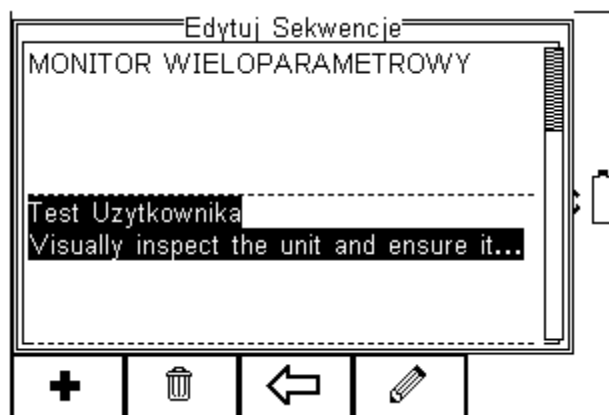 Edytuj Sekwencje
MONITOR WIELOPARAMETROWY
Test Uzytkownika
Visually inspect the unit and ensure it...